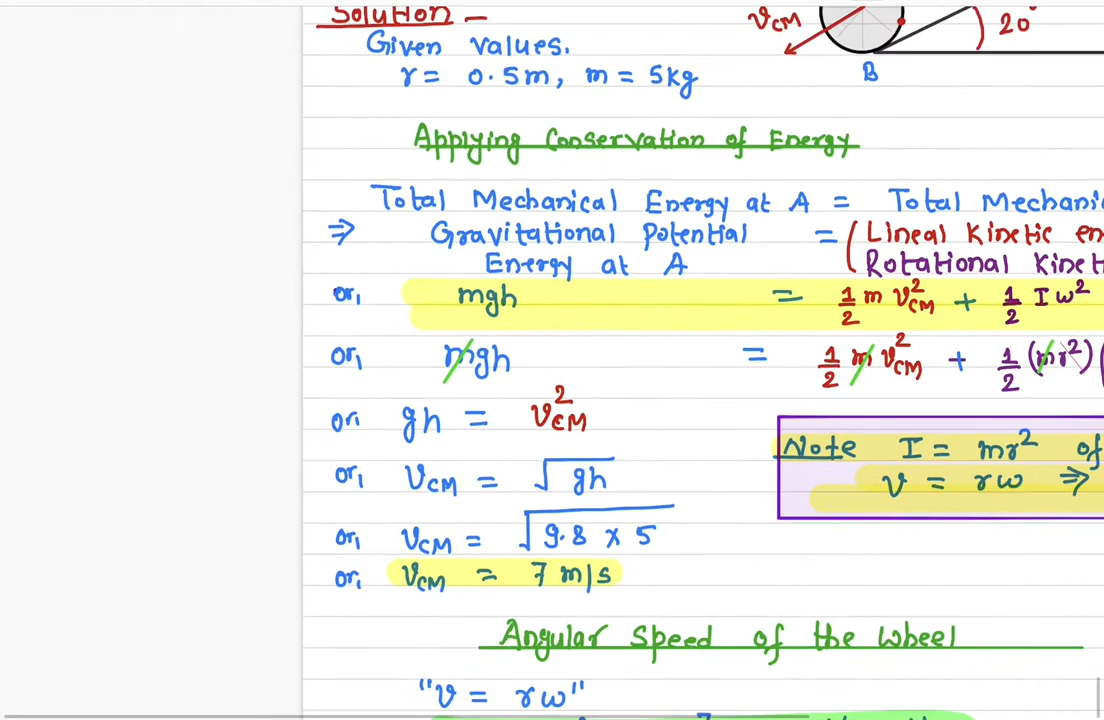 Solution -
v_CM
20°
B
Given values.
r = 0.5m, m = 5kg
Applying Conservation of Energy
Total Mechanical Energy at A = Total Mechani
⇒ Gravitational Potential = ( Lineal Kinetic en
Energy at A Rotational Kineti
or, mgh = 1/2 m v²_CM + 1/2 I ω²
or, mgh = 1/2 m v²_CM + 1/2 (mr²) (
or, gh = v²_CM
or, v_CM = √gh
or, v_CM = √9.8 × 5
or, v_CM = 7 m/s
Note I = mr² of
v = rω ⇒
Angular Speed of the wheel
"v = rω"